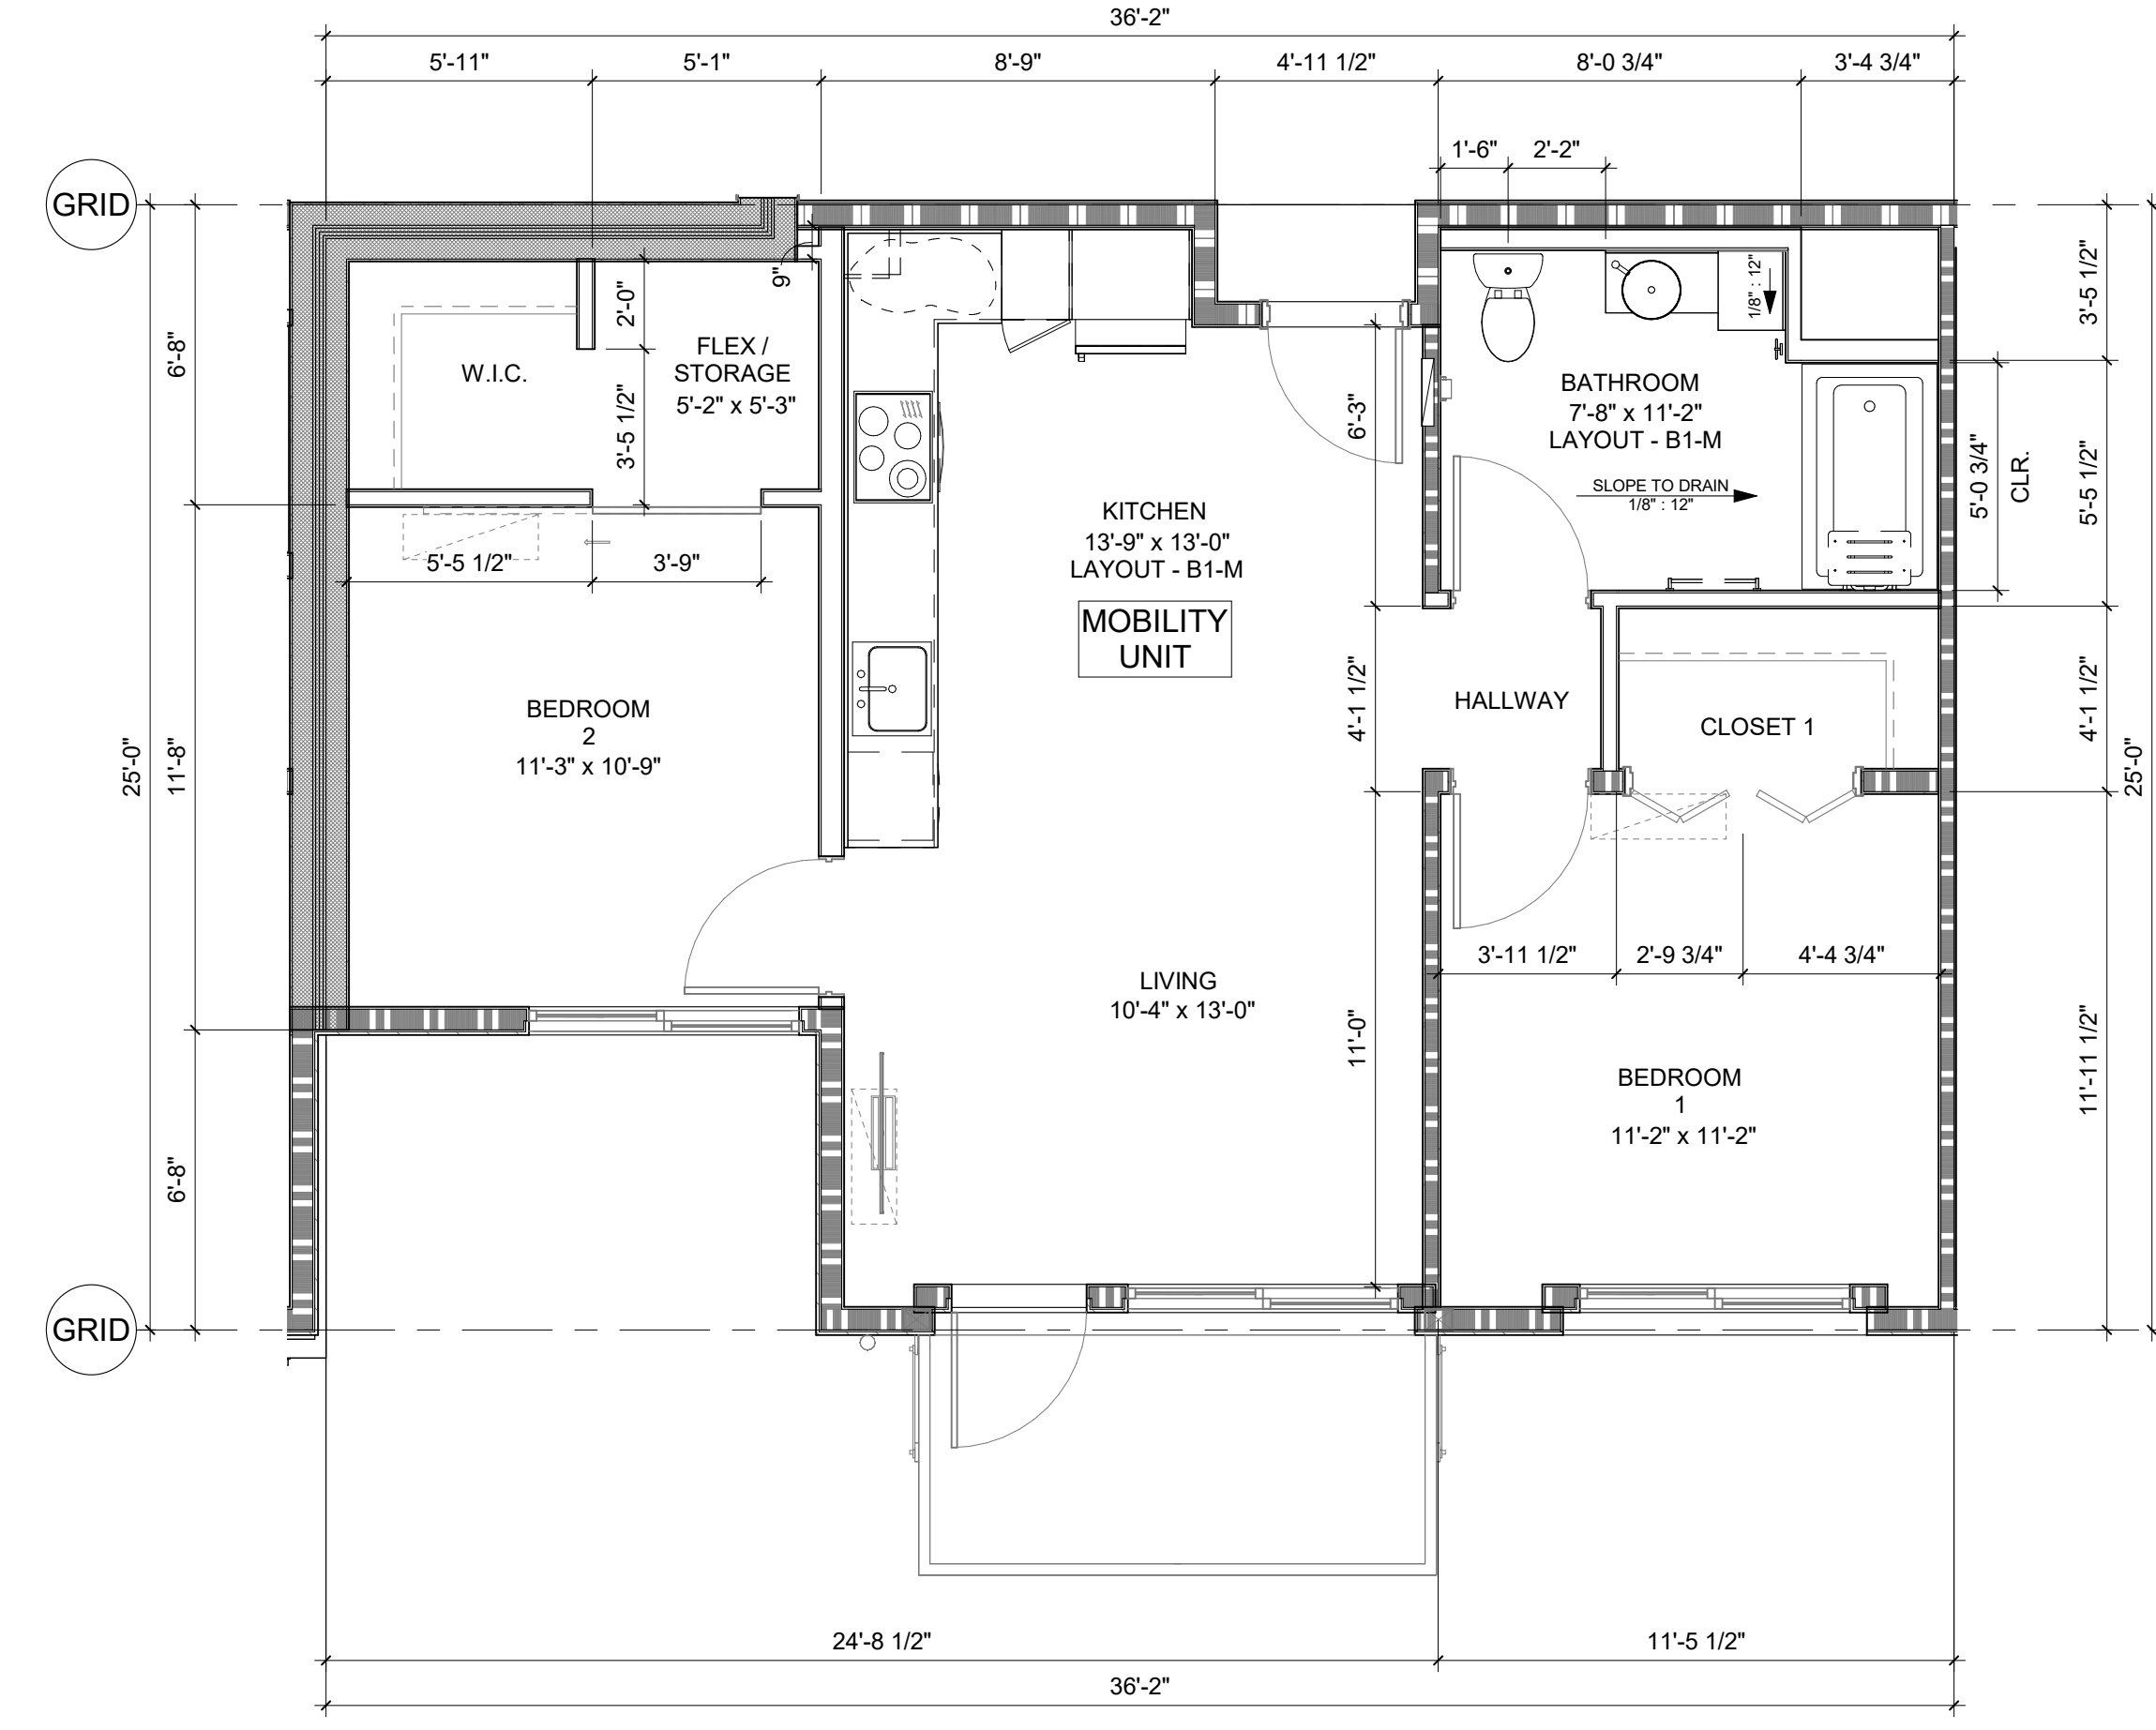 36'-2"
5'-11" 5'-1" 8'-9" 4'-11 1/2" 8'-0 3/4" 3'-4 3/4"
1'-6" 2'-2"
GRID
9"
2'-0"
1/8" : 12"
3'-5 1/2"
6'-8"
W.I.C.
FLEX /
STORAGE
5'-2" x 5'-3"
3'-5 1/2"
6'-3"
BATHROOM
7'-8" x 11'-2"
LAYOUT - B1-M
SLOPE TO DRAIN
1/8" : 12"
5'-0 3/4"
CLR.
5'-5 1/2"
KITCHEN
13'-9" x 13'-0"
LAYOUT - B1-M
5'-5 1/2" 3'-9"
MOBILITY
UNIT
25'-0"
11'-8"
BEDROOM
2
11'-3" x 10'-9"
4'-1 1/2"
HALLWAY
CLOSET 1
4'-1 1/2"
25'-0"
3'-11 1/2" 2'-9 3/4" 4'-4 3/4"
LIVING
10'-4" x 13'-0"
11'-0"
11'-11 1/2"
BEDROOM
1
11'-2" x 11'-2"
6'-8"
GRID
24'-8 1/2" 11'-5 1/2"
36'-2"